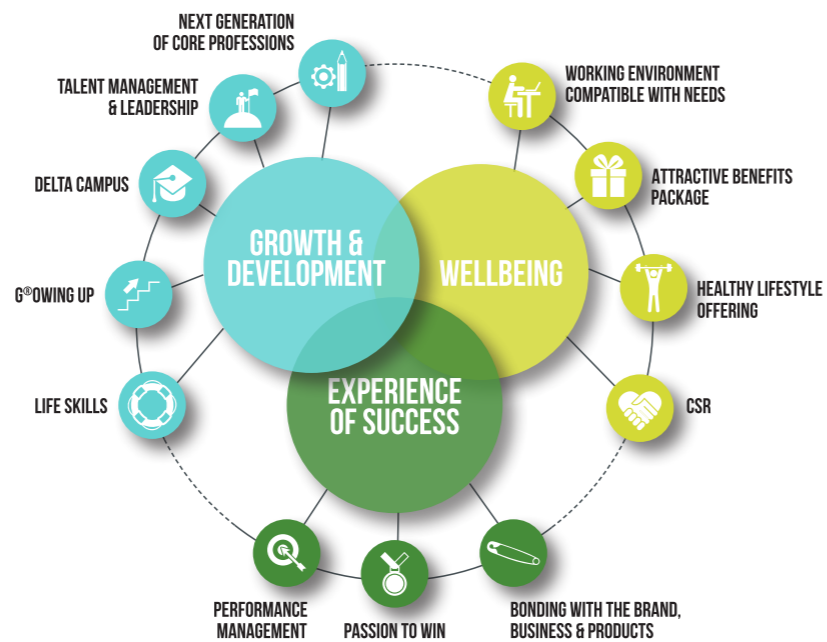 NEXT GENERATION
OF CORE PROFESSIONS
TALENT MANAGEMENT
& LEADERSHIP
DELTA CAMPUS
G®OWING UP
LIFE SKILLS
WORKING ENVIRONMENT
COMPATIBLE WITH NEEDS
ATTRACTIVE BENEFITS
PACKAGE
HEALTHY LIFESTYLE
OFFERING
CSR
GROWTH &
DEVELOPMENT
WELLBEING
EXPERIENCE
OF SUCCESS
PERFORMANCE
MANAGEMENT
PASSION TO WIN
BONDING WITH THE BRAND,
BUSINESS & PRODUCTS